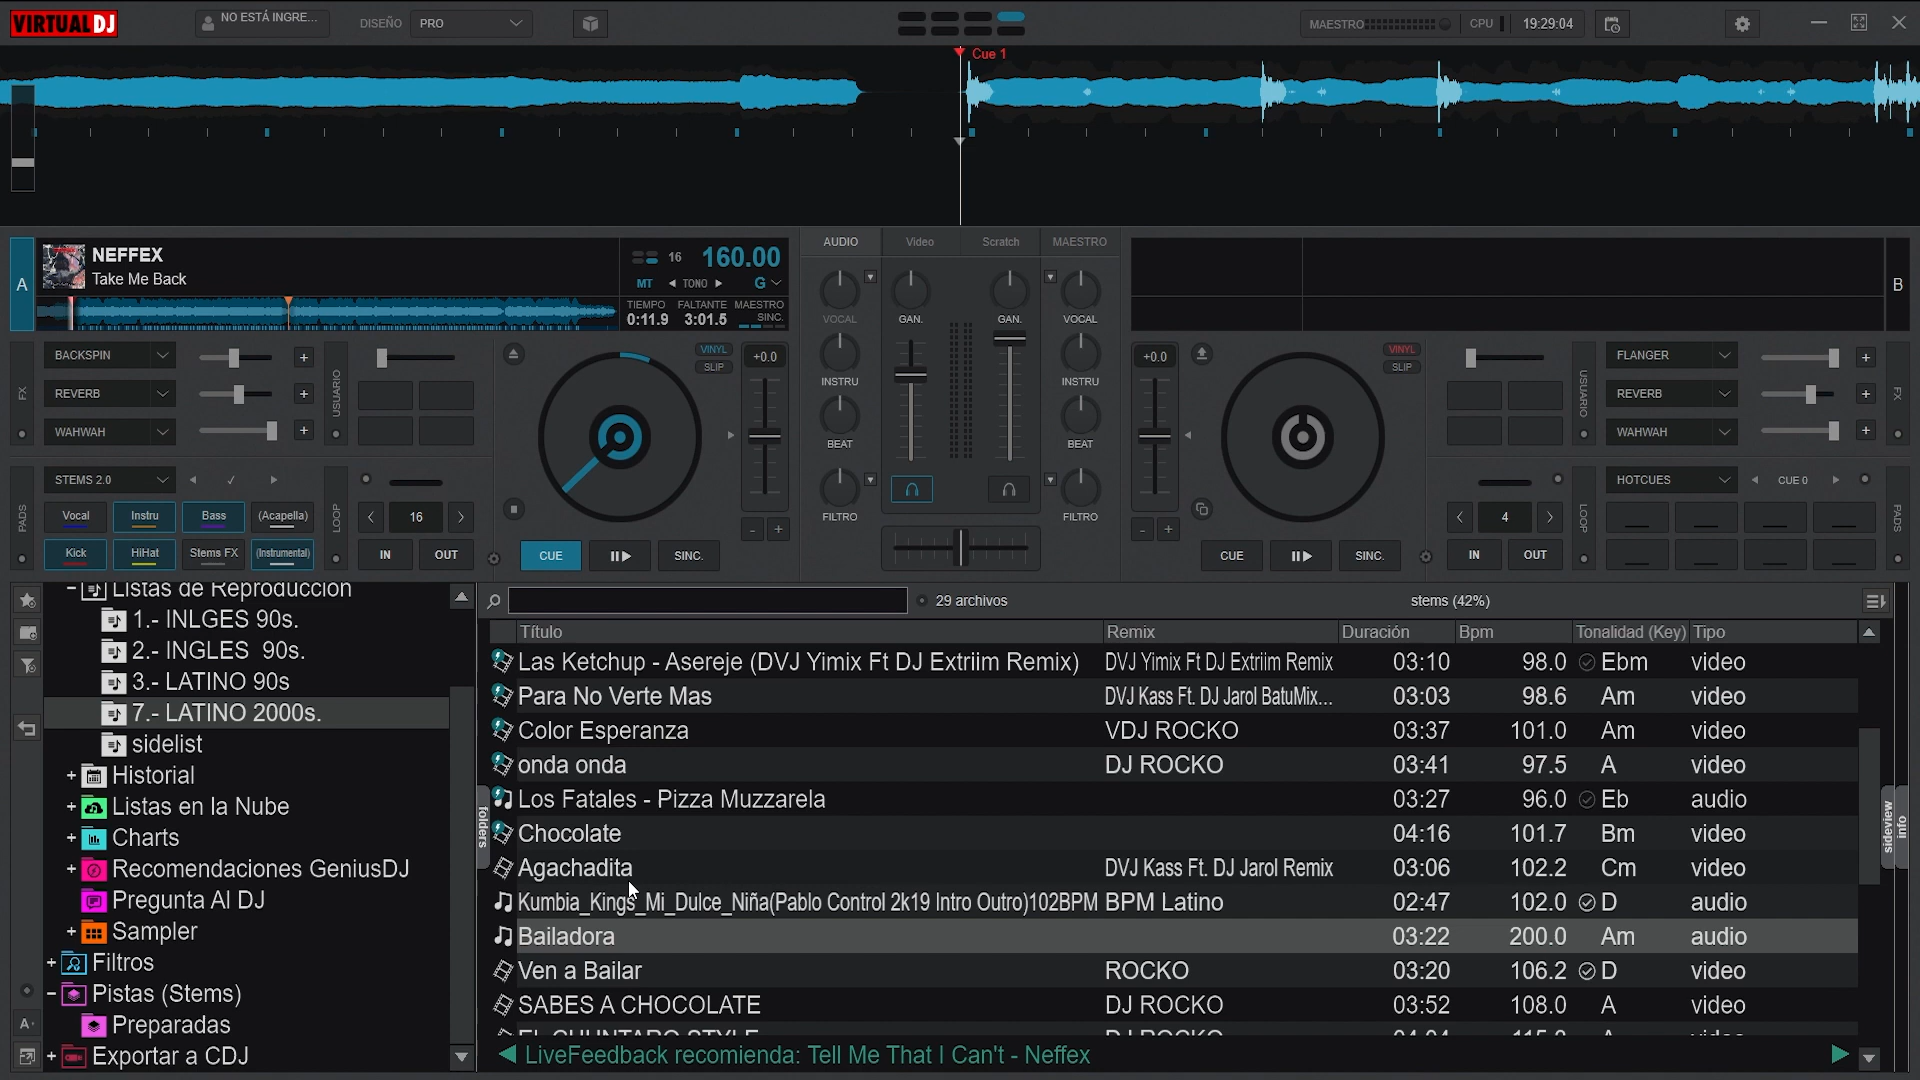 VIRTUAL DJ
NO ESTÁ INGRE...
DISEÑO PRO
MAESTRO
CPU
19:29:04
Cue 1
A
NEFFEX
Take Me Back
16
160.00
MT
TONO
G
TIEMPO
0:11.9
FALTANTE
3:01.5
MAESTRO
SINC.
AUDIO
Video
Scratch
MAESTRO
B
FX
BACKSPIN
REVERB
WAHWAH
USUARIO
VINYL
SLIP
+0.0
PADS
STEMS 2.0
Vocal
Instru
Bass
(Acapella)
Kick
HiHat
Stems FX
(Instrumental)
LOOP
16
IN
OUT
CUE
SINC.
- +
VOCAL
INSTRU
BEAT
FILTRO
GAN.
GAN.
VOCAL
INSTRU
BEAT
FILTRO
+0.0
VINYL
SLIP
- +
CUE
SINC.
USUARIO
FLANGER
REVERB
WAHWAH
FX
LOOP
4
IN
OUT
HOTCUES
CUE 0
PADS
Listas de Reproducción
1.- INLGES 90s.
2.- INGLES 90s.
3.- LATINO 90s
7.- LATINO 2000s.
sidelist
Historial
Listas en la Nube
Charts
Recomendaciones GeniusDJ
Pregunta Al DJ
Sampler
Filtros
Pistas (Stems)
Preparadas
Exportar a CDJ
folders
29 archivos
stems (42%)
Título Remix Duración Bpm Tonalidad (Key) Tipo
Las Ketchup - Asereje (DVJ Yimix Ft DJ Extriim Remix) DVJ Yimix Ft DJ Extriim Remix 03:10 98.0 Ebm video
Para No Verte Mas DVJ Kass Ft. DJ Jarol BatuMix... 03:03 98.6 Am video
Color Esperanza VDJ ROCKO 03:37 101.0 Am video
onda onda DJ ROCKO 03:41 97.5 A video
Los Fatales - Pizza Muzzarela 03:27 96.0 Eb audio
Chocolate 04:16 101.7 Bm video
Agachadita DVJ Kass Ft. DJ Jarol Remix 03:06 102.2 Cm video
Kumbia_Kings_Mi_Dulce_Niña(Pablo Control 2k19 Intro Outro)102BPM BPM Latino 02:47 102.0 D audio
Bailadora 03:22 200.0 Am audio
Ven a Bailar ROCKO 03:20 106.2 D video
SABES A CHOCOLATE DJ ROCKO 03:52 108.0 A video
LiveFeedback recomienda: Tell Me That I Can't - Neffex
sideview
info